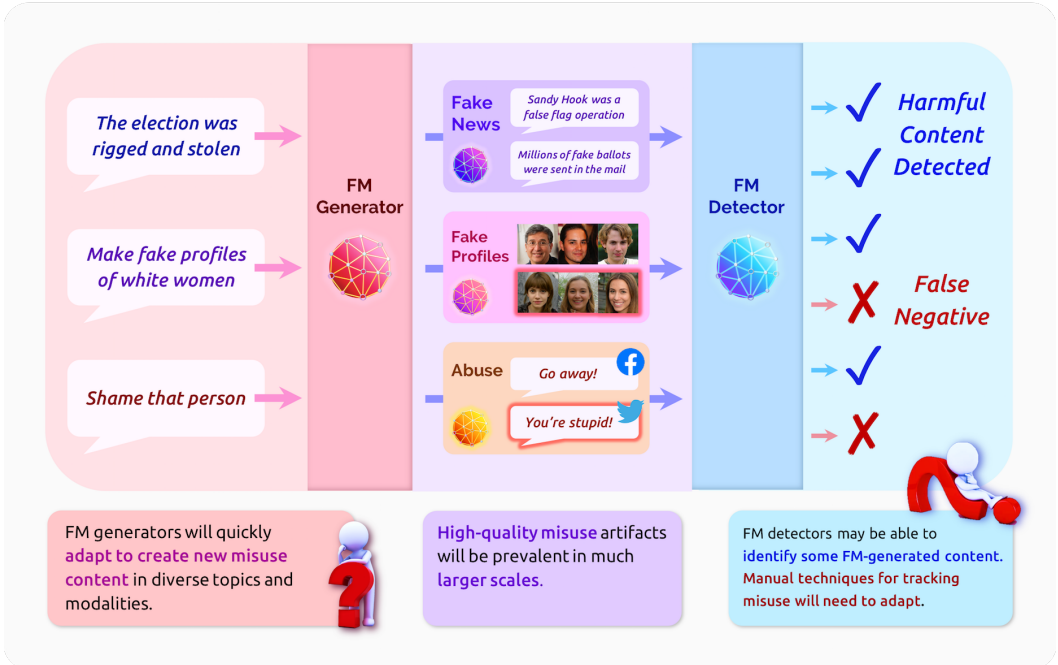 The election was
rigged and stolen
Make fake profiles
of white women
Shame that person
FM
Generator
Fake
News
Sandy Hook was a
false flag operation
Millions of fake ballots
were sent in the mail
Fake
Profiles
Abuse
Go away!
You're stupid!
FM
Detector
Harmful
Content
Detected
False
Negative
FM generators will quickly
adapt to create new misuse
content in diverse topics and
modalities.
High-quality misuse artifacts
will be prevalent in much
larger scales.
FM detectors may be able to
identify some FM-generated content.
Manual techniques for tracking
misuse will need to adapt.